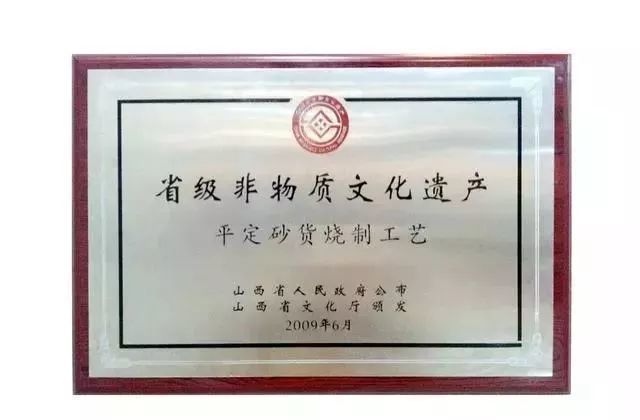 省级非物质文化遗产
平定砂货烧制工艺
山西省人民政府公布
山西省文化厅颁发
2009年6月